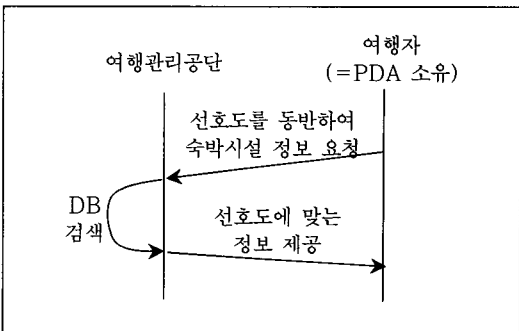 여행관리공단
여행자
(=PDA 소유)
선호도를 동반하여
숙박시설 정보 요청
DB
검색
선호도에 맞는
정보 제공